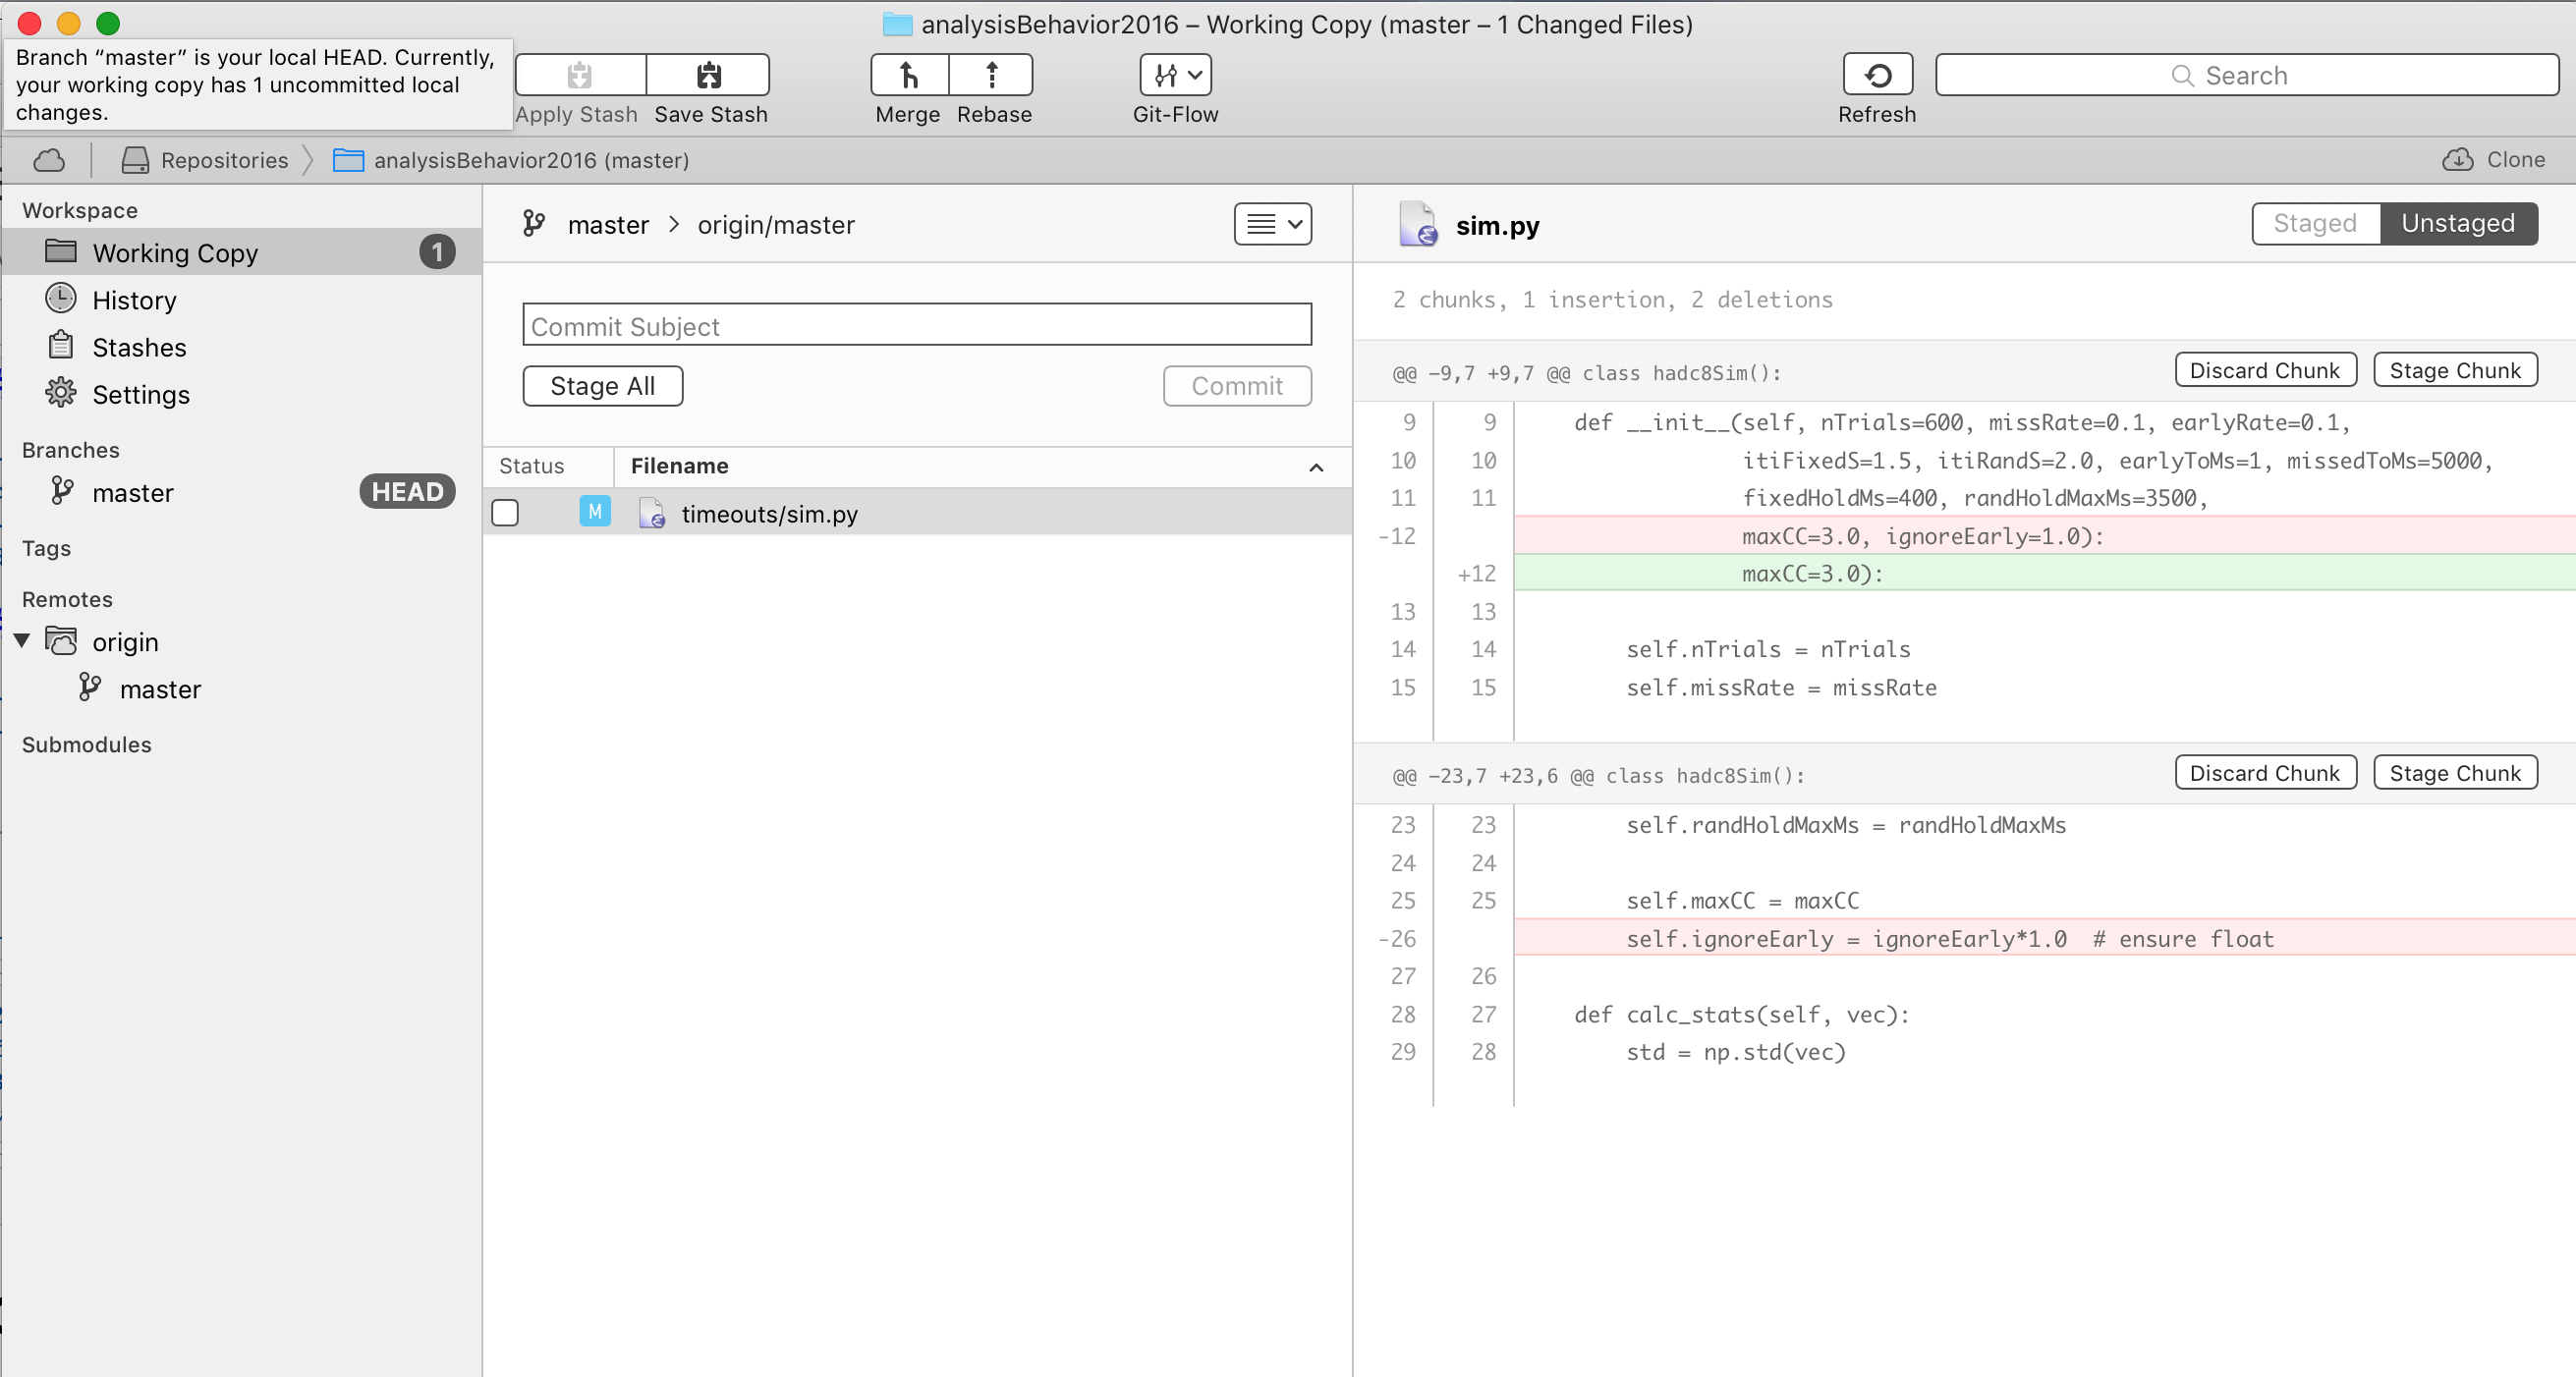 analysisBehavior2016 – Working Copy (master – 1 Changed Files)
Branch “master” is your local HEAD. Currently,
your working copy has 1 uncommitted local
changes.
Apply Stash
Save Stash
Merge
Rebase
Git-Flow
Refresh
Search
Repositories
analysisBehavior2016 (master)
Clone
Workspace
Working Copy
1
History
Stashes
Settings
Branches
master
HEAD
Tags
Remotes
origin
master
Submodules
master > origin/master
Commit Subject
Stage All
Commit
Status
Filename
M
timeouts/sim.py
sim.py
Staged
Unstaged
2 chunks, 1 insertion, 2 deletions
@@ -9,7 +9,7 @@ class hadc8Sim():
Discard Chunk
Stage Chunk
9 9 def __init__(self, nTrials=600, missRate=0.1, earlyRate=0.1,
10 10 itiFixedS=1.5, itiRandS=2.0, earlyToMs=1, missedToMs=5000,
11 11 fixedHoldMs=400, randHoldMaxMs=3500,
-12 maxCC=3.0, ignoreEarly=1.0):
+12 maxCC=3.0):
13 13
14 14 self.nTrials = nTrials
15 15 self.missRate = missRate
@@ -23,7 +23,6 @@ class hadc8Sim():
Discard Chunk
Stage Chunk
23 23 self.randHoldMaxMs = randHoldMaxMs
24 24
25 25 self.maxCC = maxCC
-26 self.ignoreEarly = ignoreEarly*1.0  # ensure float
27 26
28 27 def calc_stats(self, vec):
29 28 std = np.std(vec)